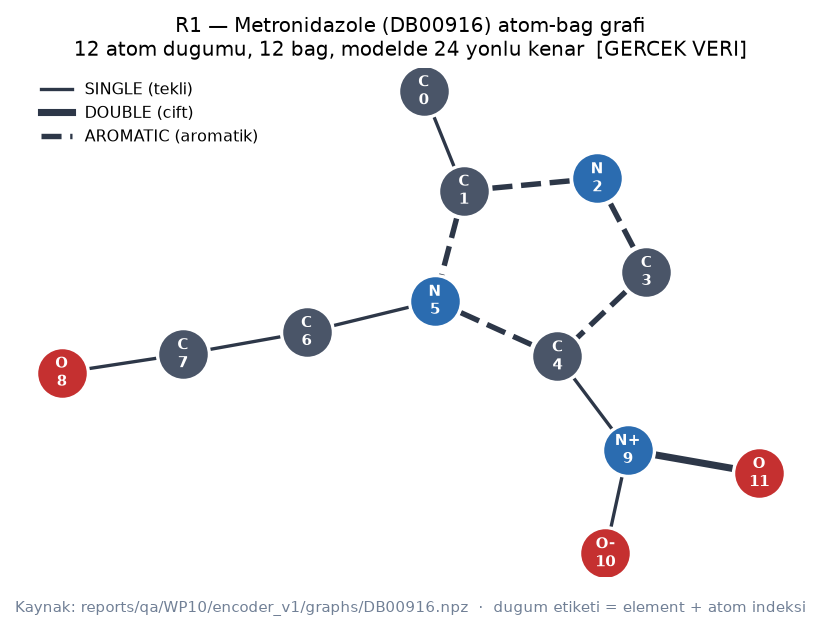 R1 — Metronidazole (DB00916) atom-bag grafi
12 atom dugumu, 12 bag, modelde 24 yonlu kenar  [GERCEK VERI]
SINGLE (tekli)
DOUBLE (cift)
AROMATIC (aromatik)
C
0
C
1
N
2
C
3
N
5
C
6
C
7
O
8
C
4
N+
9
O
11
O-
10
Kaynak: reports/qa/WP10/encoder_v1/graphs/DB00916.npz  ·  dugum etiketi = element + atom indeksi